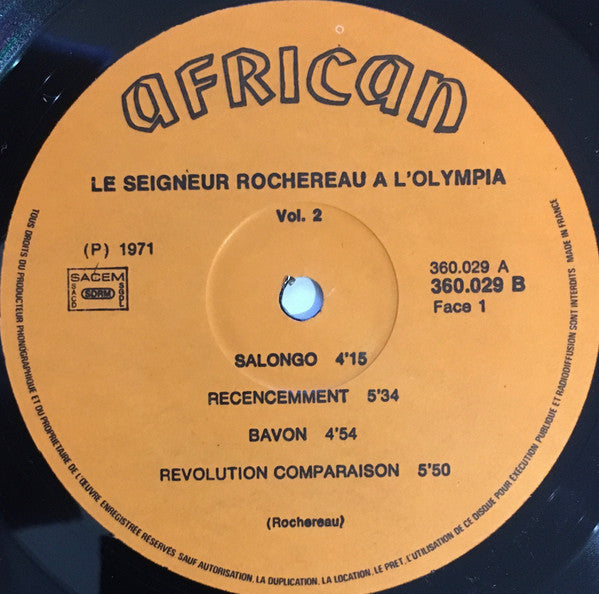 african
LE SEIGNEUR ROCHEREAU A L'OLYMPIA
Vol. 2
(P) 1971
SACEM
SACD
SDRM
SGDL
360.029 A
360.029 B
Face 1
SALONGO 4'15
RECENCEMMENT 5'34
BAVON 4'54
REVOLUTION COMPARAISON 5'50
(Rochereau)
TOUS DROITS DU PRODUCTEUR PHONOGRAPHIQUE ET DU PROPRIETAIRE DE L'ŒUVRE ENREGISTREE RESERVES SAUF AUTORISATION, LA DUPLICATION, LA LOCATION, LE PRET, L'UTILISATION DE CE DISQUE POUR EXECUTION PUBLIQUE ET RADIODIFFUSION SONT INTERDITS MADE IN FRANCE